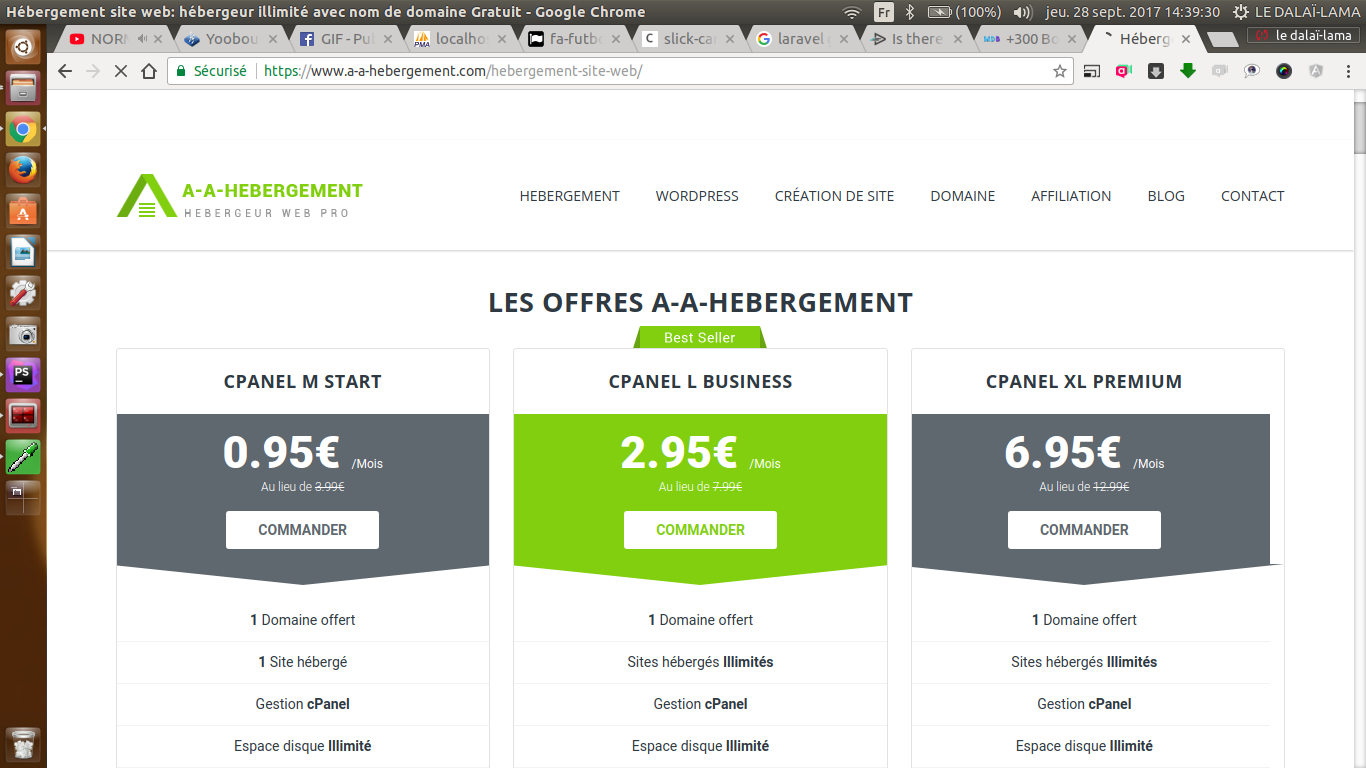 Hébergement site web: hébergeur illimité avec nom de domaine Gratuit - Google Chrome
Fr
(100%)
jeu. 28 sept. 2017 14:39:30
LE DALAÏ-LAMA
NORM
Yoobou
GIF - Pul
localho
fa-futb
slick-ca
laravel
Is there
+300 Bo
Héberg
le dalaï-lama
Sécurisé
https://www.a-a-hebergement.com/hebergement-site-web/
A-A-HEBERGEMENT
HEBERGEUR WEB PRO
HEBERGEMENT
WORDPRESS
CRÉATION DE SITE
DOMAINE
AFFILIATION
BLOG
CONTACT
LES OFFRES A-A-HEBERGEMENT
Best Seller
CPANEL M START
0.95€ /Mois
Au lieu de 3.99€
COMMANDER
1 Domaine offert
1 Site hébergé
Gestion cPanel
Espace disque Illimité
CPANEL L BUSINESS
2.95€ /Mois
Au lieu de 7.99€
COMMANDER
1 Domaine offert
Sites hébergés Illimités
Gestion cPanel
Espace disque Illimité
CPANEL XL PREMIUM
6.95€ /Mois
Au lieu de 12.99€
COMMANDER
1 Domaine offert
Sites hébergés Illimités
Gestion cPanel
Espace disque Illimité
PS